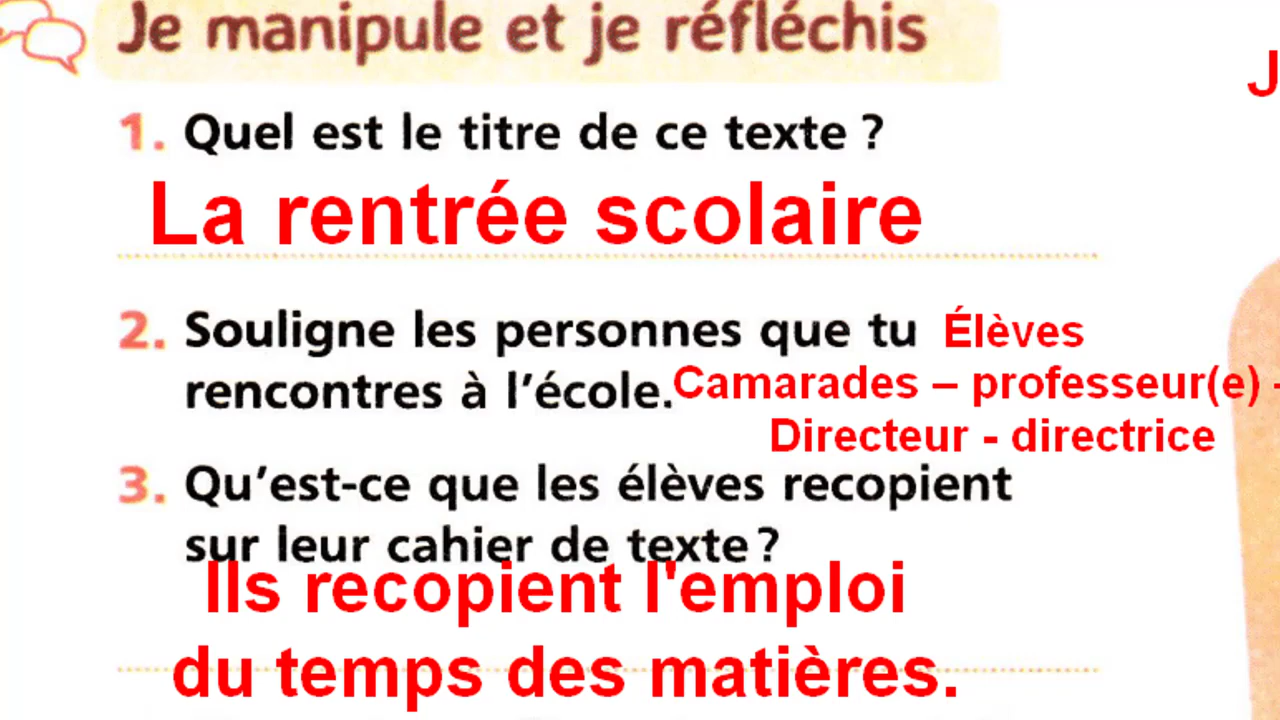 Je manipule et je réfléchis
J
1. Quel est le titre de ce texte ?
La rentrée scolaire
2. Souligne les personnes que tu Élèves
rencontres à l'école. Camarades – professeur(e) -
Directeur - directrice
3. Qu'est-ce que les élèves recopient
sur leur cahier de texte ?
Ils recopient l'emploi
du temps des matières.